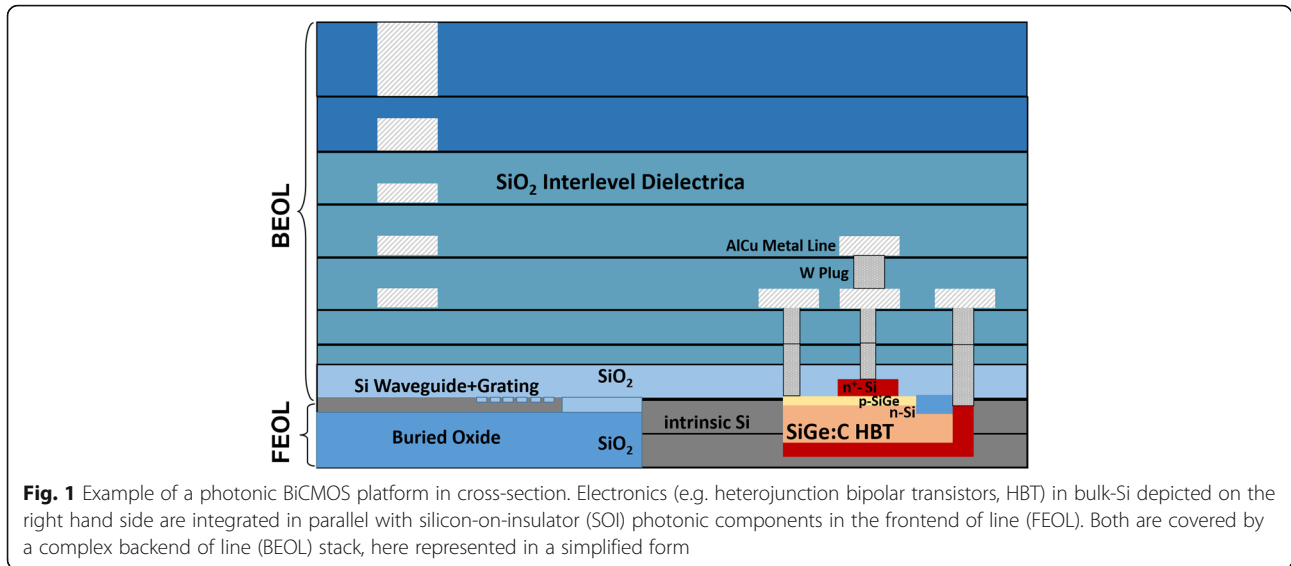 BEOL
FEOL
SiO2 Interlevel Dielectrica
AlCu Metal Line
W Plug
Si Waveguide+Grating
SiO2
n+-Si
p-SiGe
n-Si
intrinsic Si
SiGe:C HBT
Buried Oxide
SiO2
Fig. 1 Example of a photonic BiCMOS platform in cross-section. Electronics (e.g. heterojunction bipolar transistors, HBT) in bulk-Si depicted on the
right hand side are integrated in parallel with silicon-on-insulator (SOI) photonic components in the frontend of line (FEOL). Both are covered by
a complex backend of line (BEOL) stack, here represented in a simplified form